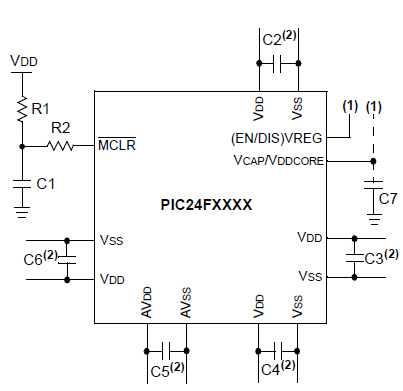 C2(2)
VDD
VDD
VSS
R1
(1) (1)
R2
(EN/DIS)VREG
MCLR
VCAP/VDDCORE
C1
C7
PIC24FXXXX
VSS
VDD
C6(2)
C3(2)
VDD
VSS
AVDD
AVSS
VDD
VSS
C5(2)
C4(2)